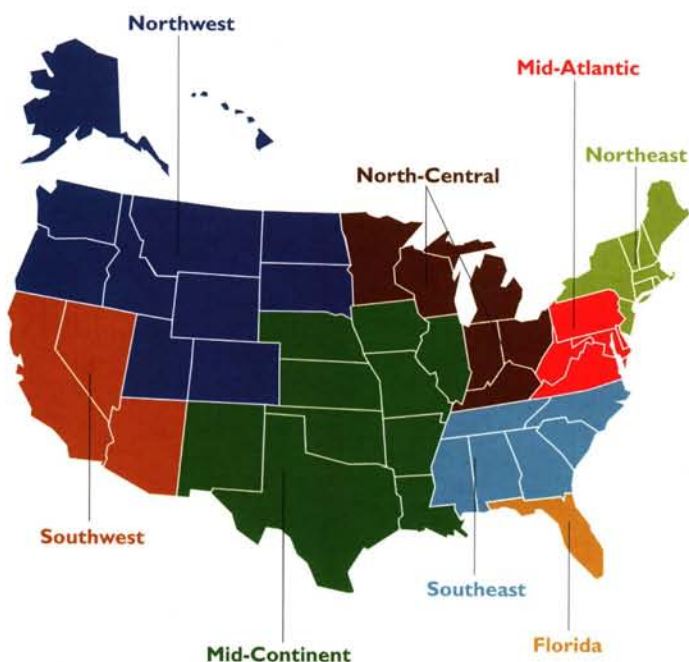 Northwest
Mid-Atlantic
Northeast
North-Central
Southwest
Southeast
Florida
Mid-Continent